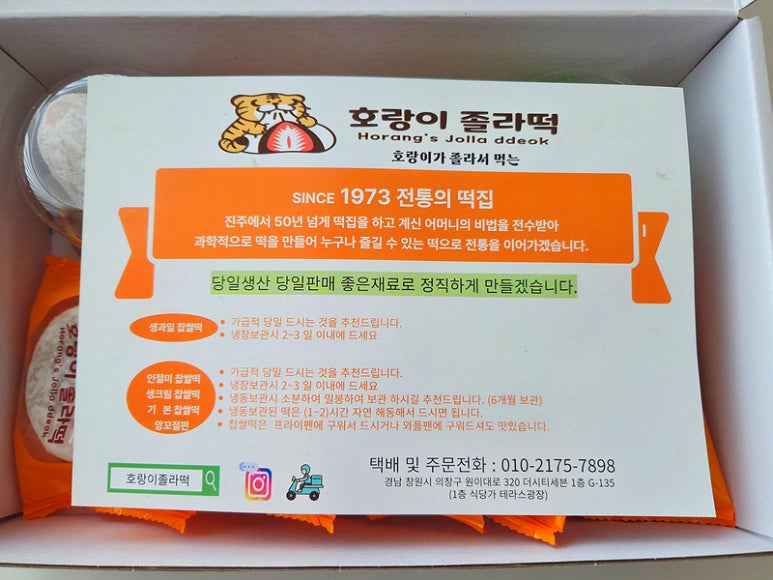 호랑이 졸라떡
Horang's Jolla ddeok
호랑이가 졸라서 먹는
SINCE 1973 전통의 떡집
진주에서 50년 넘게 떡집을 하고 계신 어머니의 비법을 전수받아
과학적으로 떡을 만들어 누구나 즐길 수 있는 떡으로 전통을 이어가겠습니다.
당일생산 당일판매 좋은재료로 정직하게 만들겠습니다.
생과일 찹쌀떡
• 가급적 당일 드시는 것을 추천드립니다.
• 냉장보관시 2~3 일 이내에 드세요
인절미 찹쌀떡
생크림 찹쌀떡
기 본 찹쌀떡
앙꼬절편
• 가급적 당일 드시는 것을 추천드립니다.
• 냉장보관시 2~3 일 이내에 드세요
• 냉동보관시 소분하여 밀봉하여 보관 하시길 추천드립니다. (6개월 보관)
• 냉동보관된 떡은 (1~2)시간 자연 해동해서 드시면 됩니다.
• 찹쌀떡은 프라이펜에 구워서 드시거나 와플펜에 구워드셔도 맛있습니다.
호랑이졸라떡
택배 및 주문전화 : 010-2175-7898
경남 창원시 의창구 원이대로 320 더시티세븐 1층 G-135
(1층 식당가 테라스광장)
호랑이 졸라떡
Horang's Jolla ddeok